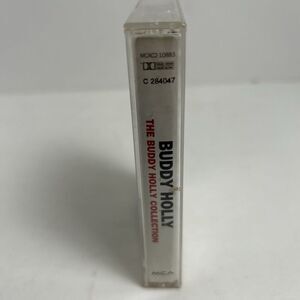 MCAC2-10883
C 284047
BUDDY HOLLY
THE BUDDY HOLLY COLLECTION
MCA